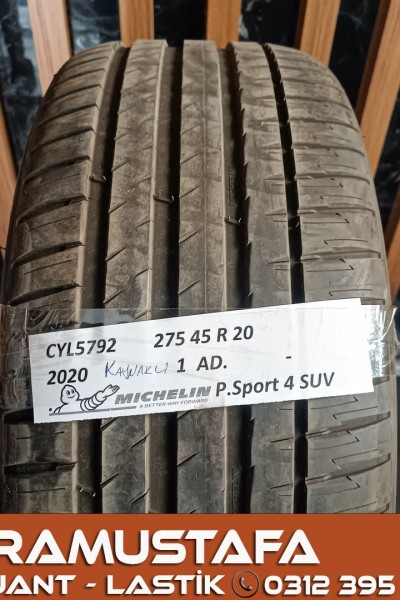 CYL5792 275 45 R 20
2020 KAYNAKLI 1 AD. -
MICHELIN P.Sport 4 SUV
A BETTER WAY FORWARD
RAMUSTAFA
JANT - LASTİK 0312 395